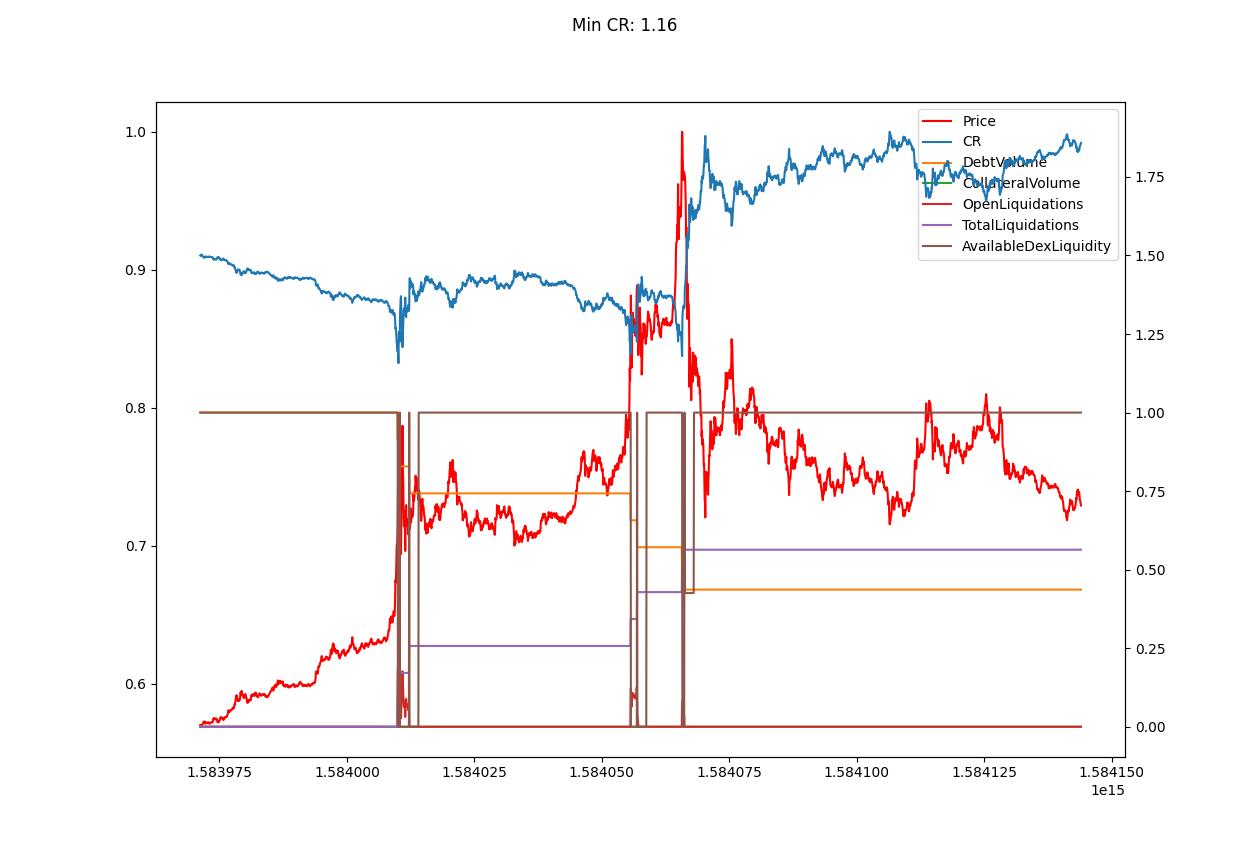 Min CR: 1.16
1.0
0.9
0.8
0.7
0.6
Price
CR
DebtVolume
CollateralVolume
OpenLiquidations
TotalLiquidations
AvailableDexLiquidity
1.75
1.50
1.25
1.00
0.75
0.50
0.25
0.00
1.583975 1.584000 1.584025 1.584050 1.584075 1.584100 1.584125 1.584150
1e15